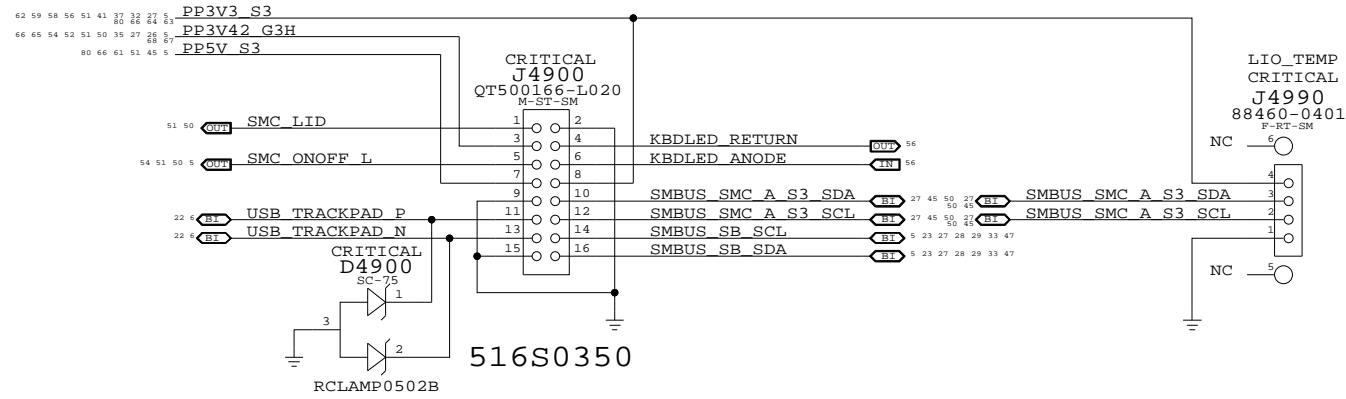 62 59 58 56 51 41 37 32 27 5 PP3V3_S3
80 66 64 63
66 65 54 52 51 50 35 27 26 5 PP3V42_G3H
68 67
80 66 61 51 45 5 PP5V_S3
CRITICAL
J4900
QT500166-L020
M-ST-SM
LIO_TEMP
CRITICAL
J4990
88460-0401
F-RT-SM
51 50 OUT SMC_LID 1 2
3 4 KBDLED_RETURN OUT 56
NC 6
54 51 50 5 OUT SMC_ONOFF_L 5 6 KBDLED_ANODE IN 56
7 8
4
9 10 SMBUS_SMC_A_S3_SDA BI 27 45 50 27 BI SMBUS_SMC_A_S3_SDA 3
50 45
22 6 BI USB_TRACKPAD_P 11 12 SMBUS_SMC_A_S3_SCL BI 27 45 50 27 BI SMBUS_SMC_A_S3_SCL 2
50 45
22 6 BI USB_TRACKPAD_N 13 14 SMBUS_SB_SCL BI 5 23 27 28 29 33 47
1
15 16 SMBUS_SB_SDA BI 5 23 27 28 29 33 47
CRITICAL
D4900
SC-75
NC 5
1
3
2
516S0350
RCLAMP0502B